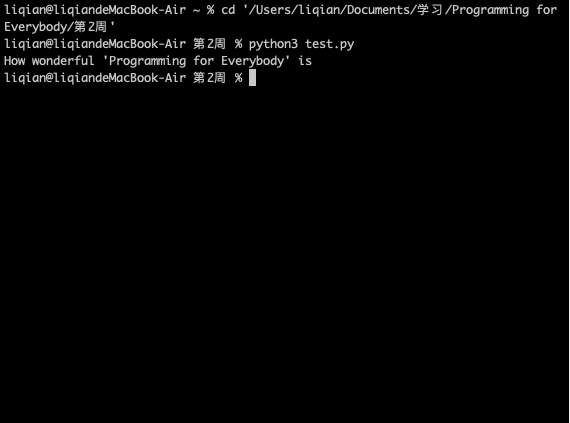 liqian@liqiandeMacBook-Air ~ % cd '/Users/liqian/Documents/学习/Programming for
Everybody/第2周'
liqian@liqiandeMacBook-Air 第2周 % python3 test.py
How wonderful 'Programming for Everybody' is
liqian@liqiandeMacBook-Air 第2周 %